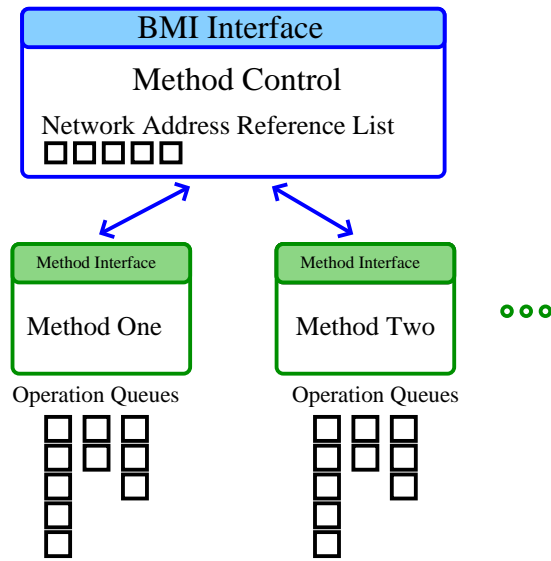 BMI Interface
Method Control
Network Address Reference List
Method Interface
Method Interface
Method One
Method Two
Operation Queues
Operation Queues